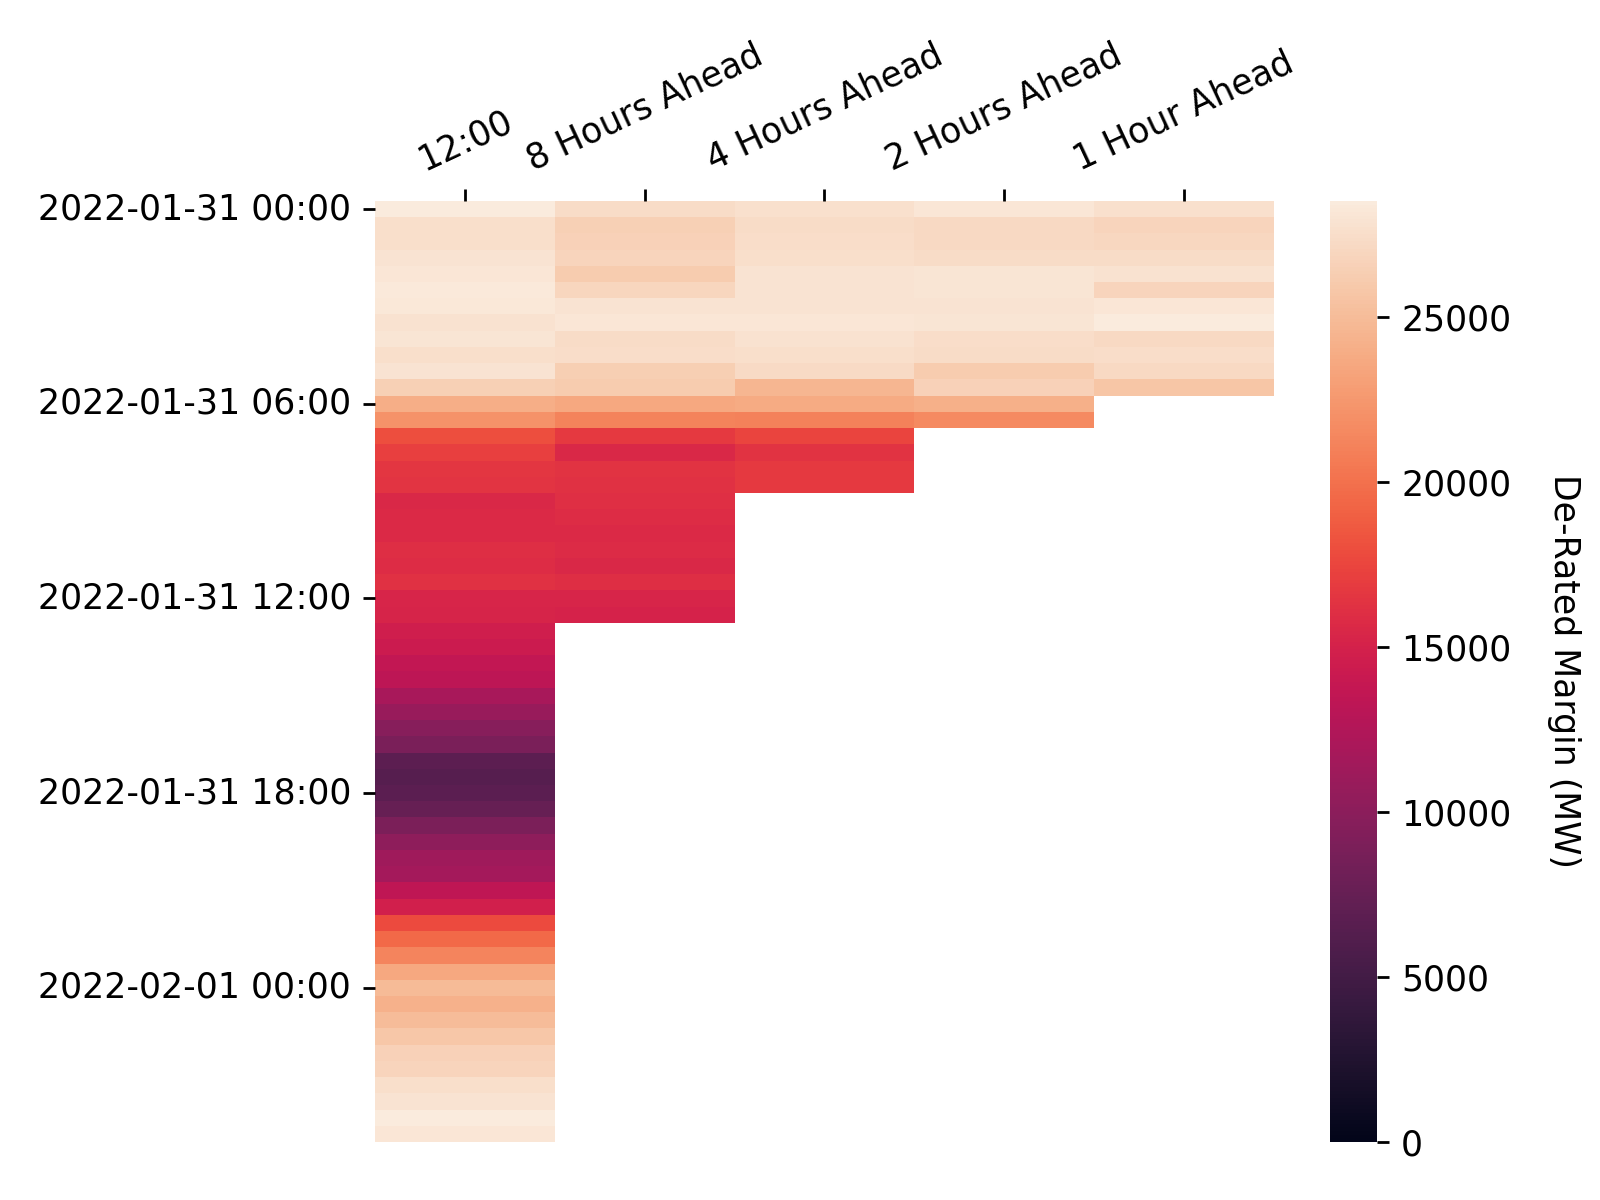 12:00
8 Hours Ahead
4 Hours Ahead
2 Hours Ahead
1 Hour Ahead
2022-01-31 00:00
2022-01-31 06:00
2022-01-31 12:00
2022-01-31 18:00
2022-02-01 00:00
25000
20000
15000
10000
5000
0
De-Rated Margin (MW)